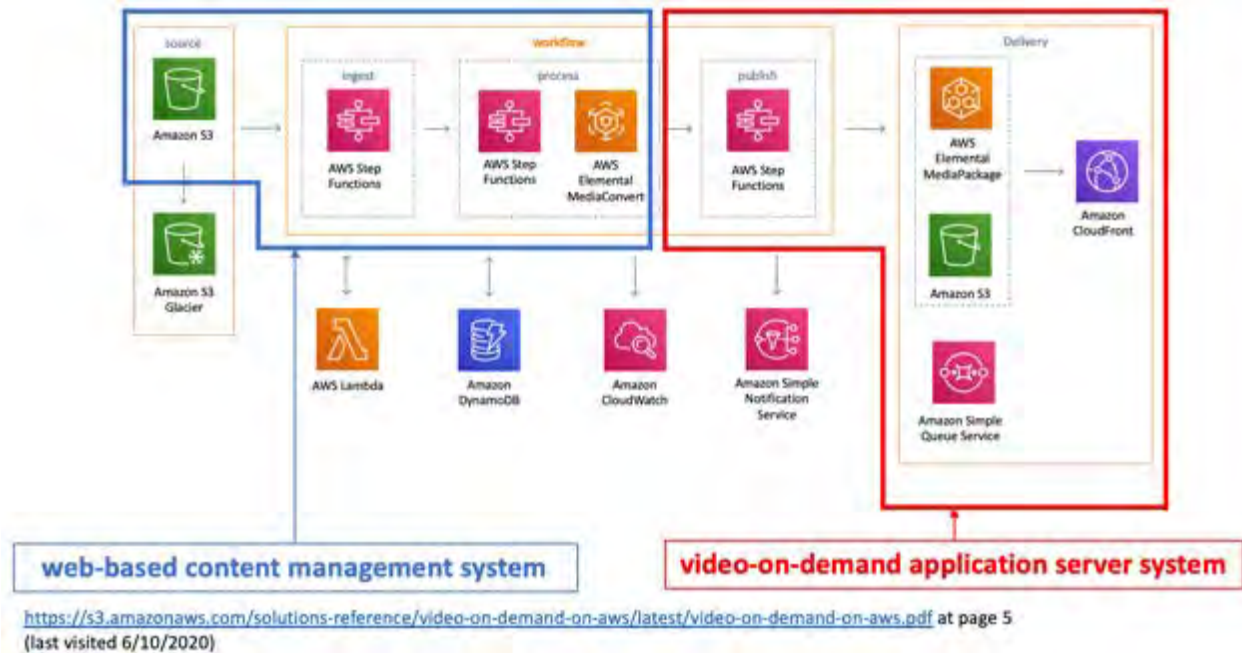 source
workflow
Delivery
ingest
process
publish
Amazon S3
AWS Step
Functions
AWS Step
Functions
AWS
Elemental
MediaConvert
AWS Step
Functions
AWS
Elemental
MediaPackage
Amazon
CloudFront
Amazon S3
Glacier
Amazon S3
AWS Lambda
Amazon
DynamoDB
Amazon
CloudWatch
Amazon Simple
Notification
Service
Amazon Simple
Queue Service
web-based content management system
video-on-demand application server system
https://s3.amazonaws.com/solutions-reference/video-on-demand-on-aws/latest/video-on-demand-on-aws.pdf at page 5
(last visited 6/10/2020)